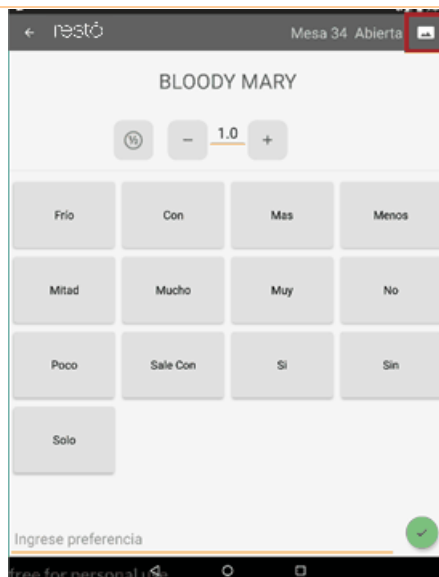 restó Mesa 34 Abierta
BLOODY MARY
½ - 1.0 +
Frío Con Mas Menos
Mitad Mucho Muy No
Poco Sale Con Si Sin
Solo
Ingrese preferencia
free for personal use